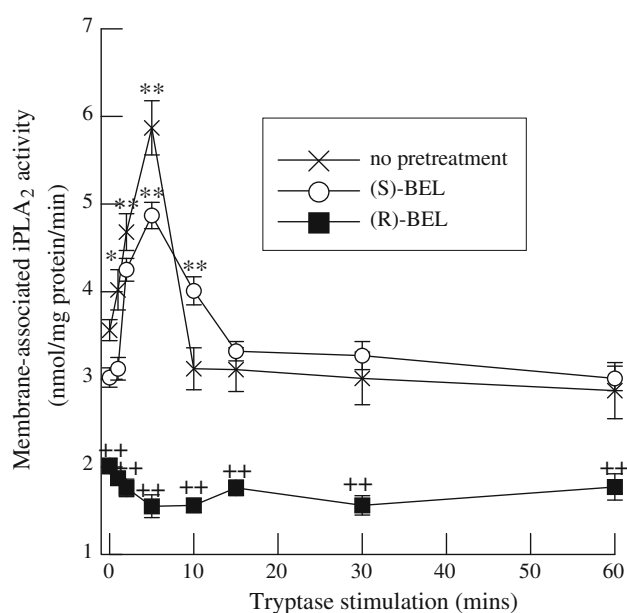 Membrane-associated iPLA₂ activity
(nmol/mg protein/min)
7
6
5
4
3
2
1
**
**
**
*
**
no pretreatment
(S)-BEL
(R)-BEL
++
++
++
++
++
++
++
0 10 20 30 40 50 60
Tryptase stimulation (mins)